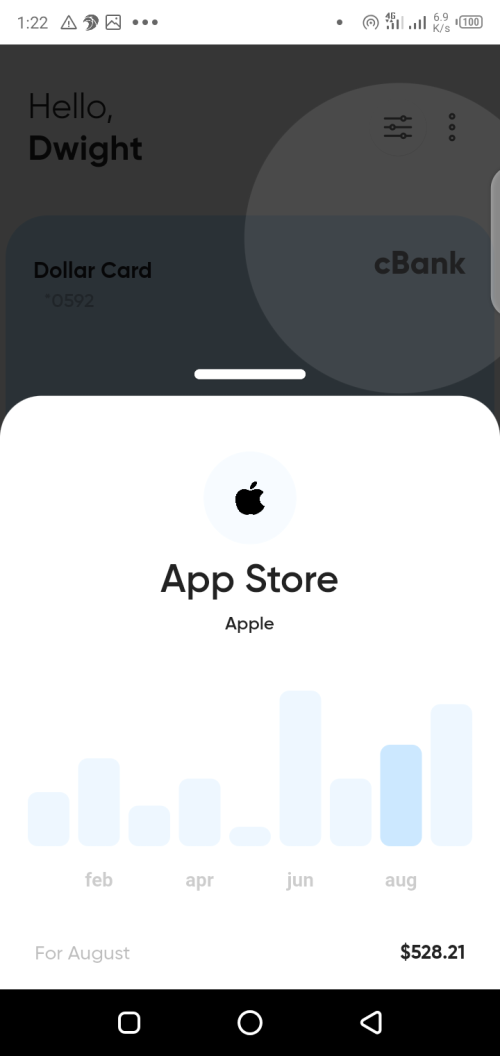 1:22
4G
6.9
K/s
100
Hello,
Dwight
Dollar Card
cBank
*0592
App Store
Apple
feb apr jun aug
For August $528.21